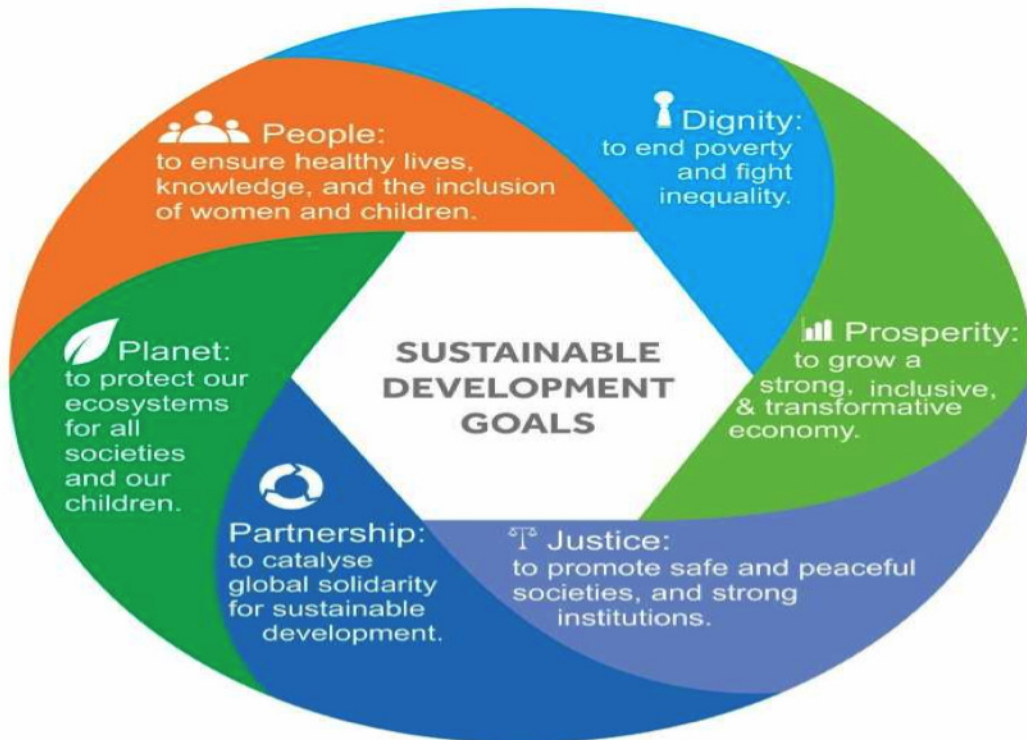 People:
to ensure healthy lives,
knowledge, and the inclusion
of women and children.
Dignity:
to end poverty
and fight
inequality.
Prosperity:
to grow a
strong, inclusive,
& transformative
economy.
Justice:
to promote safe and peaceful
societies, and strong
institutions.
Partnership:
to catalyse
global solidarity
for sustainable
development.
Planet:
to protect our
ecosystems
for all
societies
and our
children.
SUSTAINABLE
DEVELOPMENT
GOALS